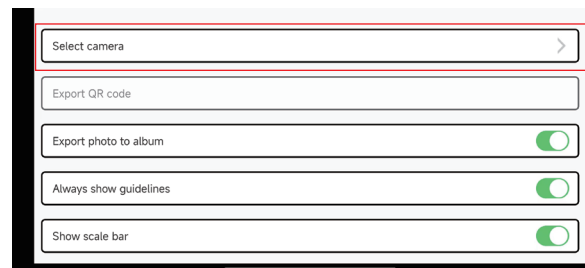 Select camera
Export QR code
Export photo to album
Always show guidelines
Show scale bar